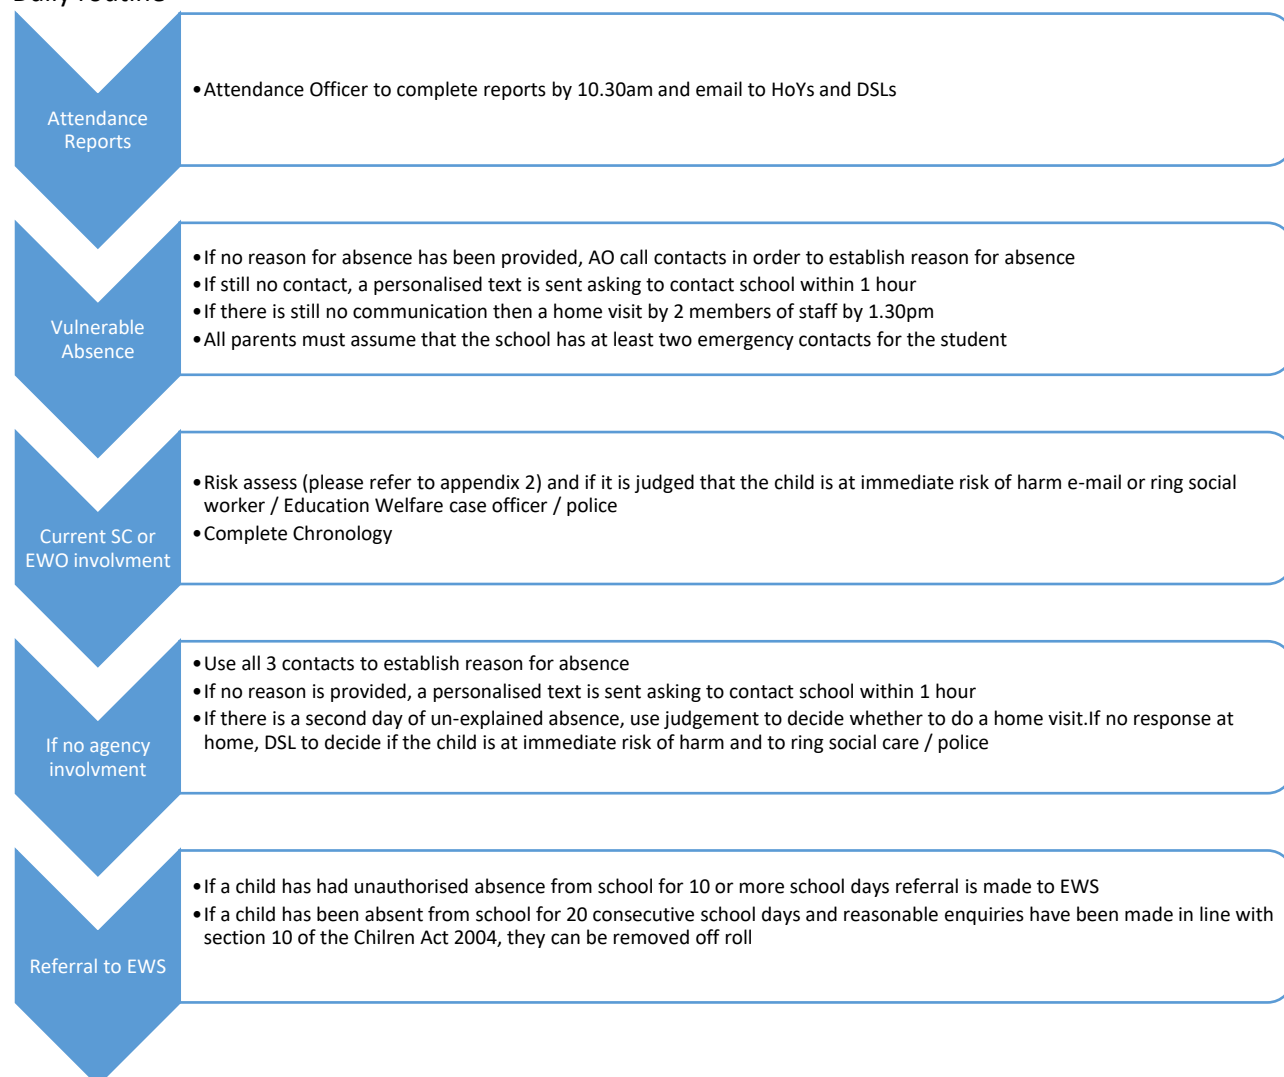 Daily routine
Attendance
Reports
•Attendance Officer to complete reports by 10.30am and email to HoYs and DSLs
Vulnerable
Absence
•If no reason for absence has been provided, AO call contacts in order to establish reason for absence
•If still no contact, a personalised text is sent asking to contact school within 1 hour
•If there is still no communication then a home visit by 2 members of staff by 1.30pm
•All parents must assume that the school has at least two emergency contacts for the student
Current SC or
EWO involvment
•Risk assess (please refer to appendix 2) and if it is judged that the child is at immediate risk of harm e-mail or ring social
worker / Education Welfare case officer / police
•Complete Chronology
If no agency
involvment
•Use all 3 contacts to establish reason for absence
•If no reason is provided, a personalised text is sent asking to contact school within 1 hour
•If there is a second day of un-explained absence, use judgement to decide whether to do a home visit.If no response at
home, DSL to decide if the child is at immediate risk of harm and to ring social care / police
Referral to EWS
•If a child has had unauthorised absence from school for 10 or more school days referral is made to EWS
•If a child has been absent from school for 20 consecutive school days and reasonable enquiries have been made in line with
section 10 of the Chilren Act 2004, they can be removed off roll